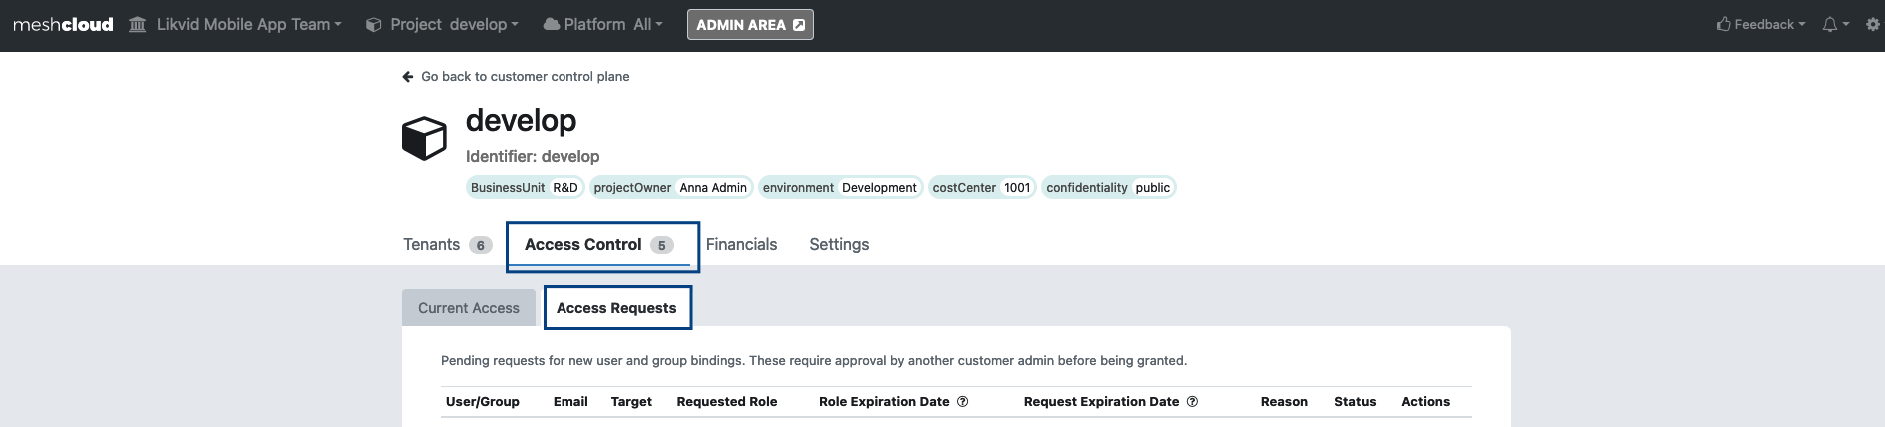 meshcloud Likvid Mobile App Team Project develop Platform All ADMIN AREA Feedback
Go back to customer control plane
develop
Identifier: develop
BusinessUnit R&D projectOwner Anna Admin environment Development costCenter 1001 confidentiality public
Tenants 6 Access Control 5 Financials Settings
Current Access Access Requests
Pending requests for new user and group bindings. These require approval by another customer admin before being granted.
User/Group Email Target Requested Role Role Expiration Date ? Request Expiration Date ? Reason Status Actions